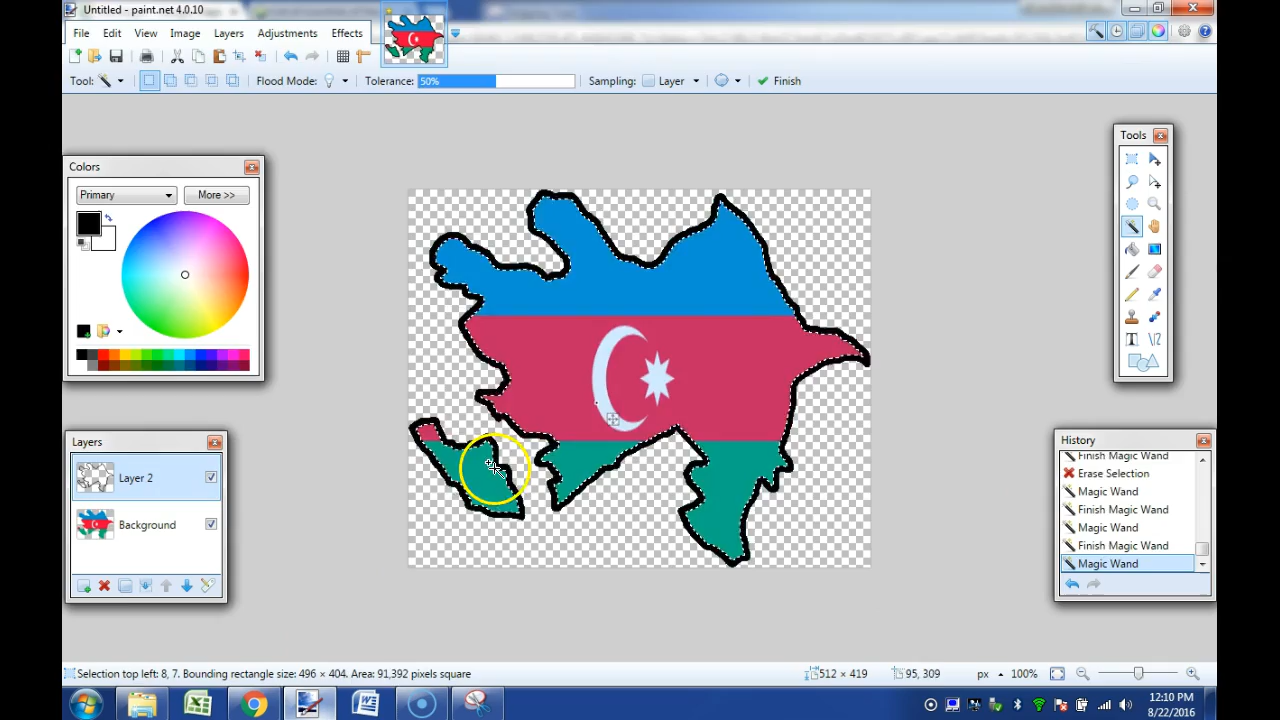 Untitled - paint.net 4.0.10
File Edit View Image Layers Adjustments Effects
Tool: Flood Mode: Tolerance: 50% Sampling: Layer Finish
Colors
Primary More >>
Tools
Layers
Layer 2
Background
History
Finish Magic Wand
Erase Selection
Magic Wand
Finish Magic Wand
Magic Wand
Finish Magic Wand
Magic Wand
Selection top left: 8, 7. Bounding rectangle size: 496 × 404. Area: 91,392 pixels square 512 × 419 95, 309 px 100%
12:10 PM
8/22/2016